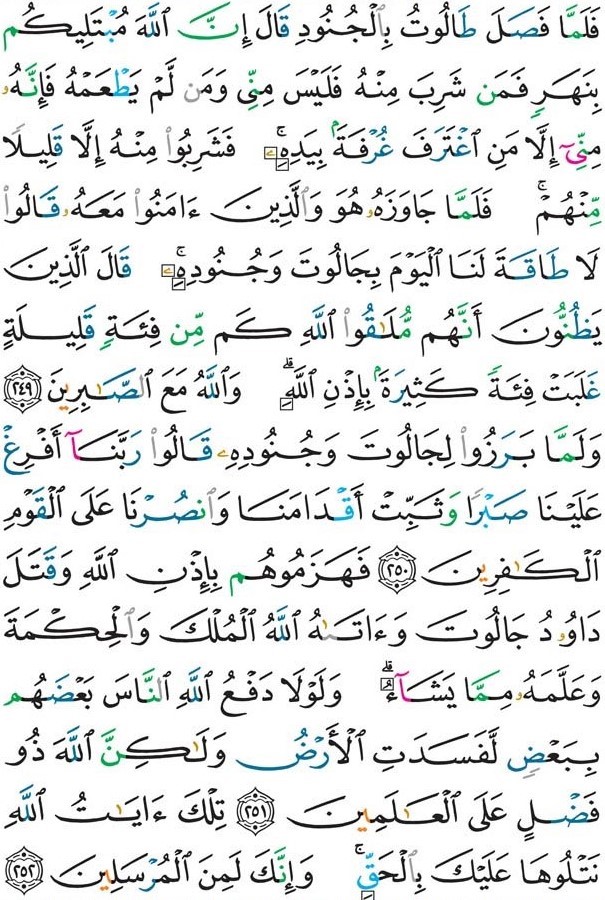 فَلَمَّا فَصَلَ طَالُوتُ بِٱلْجُنُودِ قَالَ إِنَّ ٱللَّهَ مُبْتَلِيكُم
بِنَهَرٍ فَمَن شَرِبَ مِنْهُ فَلَيْسَ مِنِّي وَمَن لَّمْ يَطْعَمْهُ فَإِنَّهُۥ
مِنِّيٓ إِلَّا مَنِ ٱغْتَرَفَ غُرْفَةَۢ بِيَدِهِۦۚ فَشَرِبُوا۟ مِنْهُ إِلَّا قَلِيلًا
مِّنْهُمْۚ فَلَمَّا جَاوَزَهُۥ هُوَ وَٱلَّذِينَ ءَامَنُوا۟ مَعَهُۥ قَالُوا۟
لَا طَاقَةَ لَنَا ٱلْيَوْمَ بِجَالُوتَ وَجُنُودِهِۦۚ قَالَ ٱلَّذِينَ
يَظُنُّونَ أَنَّهُم مُّلَٰقُوا۟ ٱللَّهِ كَم مِّن فِئَةٍ قَلِيلَةٍ
غَلَبَتْ فِئَةً كَثِيرَةَۢ بِإِذْنِ ٱللَّهِۗ وَٱللَّهُ مَعَ ٱلصَّٰبِرِينَ ٢٤٩
وَلَمَّا بَرَزُوا۟ لِجَالُوتَ وَجُنُودِهِۦ قَالُوا۟ رَبَّنَآ أَفْرِغْ
عَلَيْنَا صَبْرًا وَثَبِّتْ أَقْدَامَنَا وَٱنصُرْنَا عَلَى ٱلْقَوْمِ
ٱلْكَٰفِرِينَ ٢٥٠ فَهَزَمُوهُم بِإِذْنِ ٱللَّهِ وَقَتَلَ
دَاوُۥدُ جَالُوتَ وَءَاتَىٰهُ ٱللَّهُ ٱلْمُلْكَ وَٱلْحِكْمَةَ
وَعَلَّمَهُۥ مِمَّا يَشَآءُۗ وَلَوْلَا دَفْعُ ٱللَّهِ ٱلنَّاسَ بَعْضَهُم
بِبَعْضٍ لَّفَسَدَتِ ٱلْأَرْضُ وَلَٰكِنَّ ٱللَّهَ ذُو
فَضْلٍ عَلَى ٱلْعَٰلَمِينَ ٢٥١ تِلْكَ ءَايَٰتُ ٱللَّهِ
نَتْلُوهَا عَلَيْكَ بِٱلْحَقِّۚ وَإِنَّكَ لَمِنَ ٱلْمُرْسَلِينَ ٢٥٢